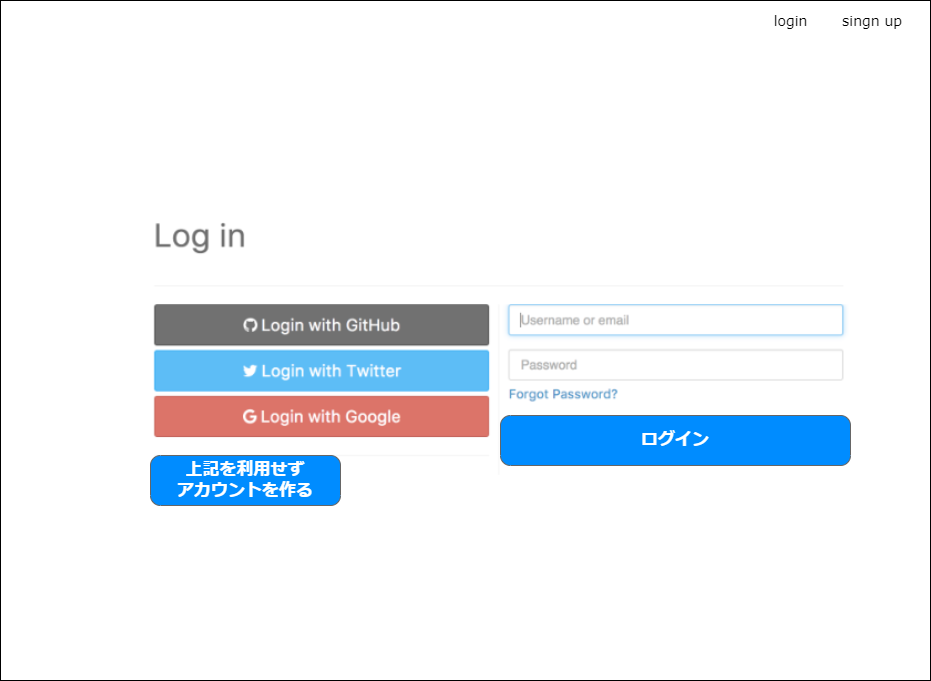 login
singn up
Log in
Login with GitHub
Login with Twitter
Login with Google
上記を利用せず
アカウントを作る
Username or email
Password
Forgot Password?
ログイン